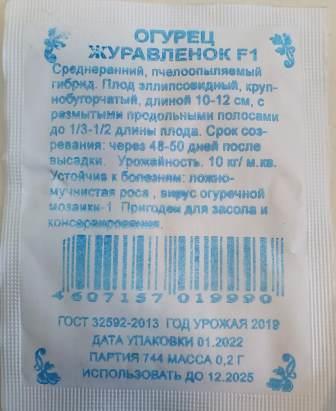 ОГУРЕЦ
ЖУРАВЛЕНОК F1
Среднеранний, пчелоопыляемый
гибрид. Плод эллипсовидный, круп-
нобугорчатый, длиной 10-12 см, с
размытыми продольными полосами
до 1/3-1/2 длины плода. Срок соз-
ревания: через 48-50 дней после
высадки. Урожайность. 10 кг/ м.кв.
Устойчив к болезням: ложно-
мучнистая роса , вирус огуречной
мозаики-1. Пригоден для засола и
консервирования.
4607157019990
ГОСТ 32592-2013 ГОД УРОЖАЯ 2019
ДАТА УПАКОВКИ 01.2022
ПАРТИЯ 744 МАССА 0,2 Г
ИСПОЛЬЗОВАТЬ ДО 12.2025